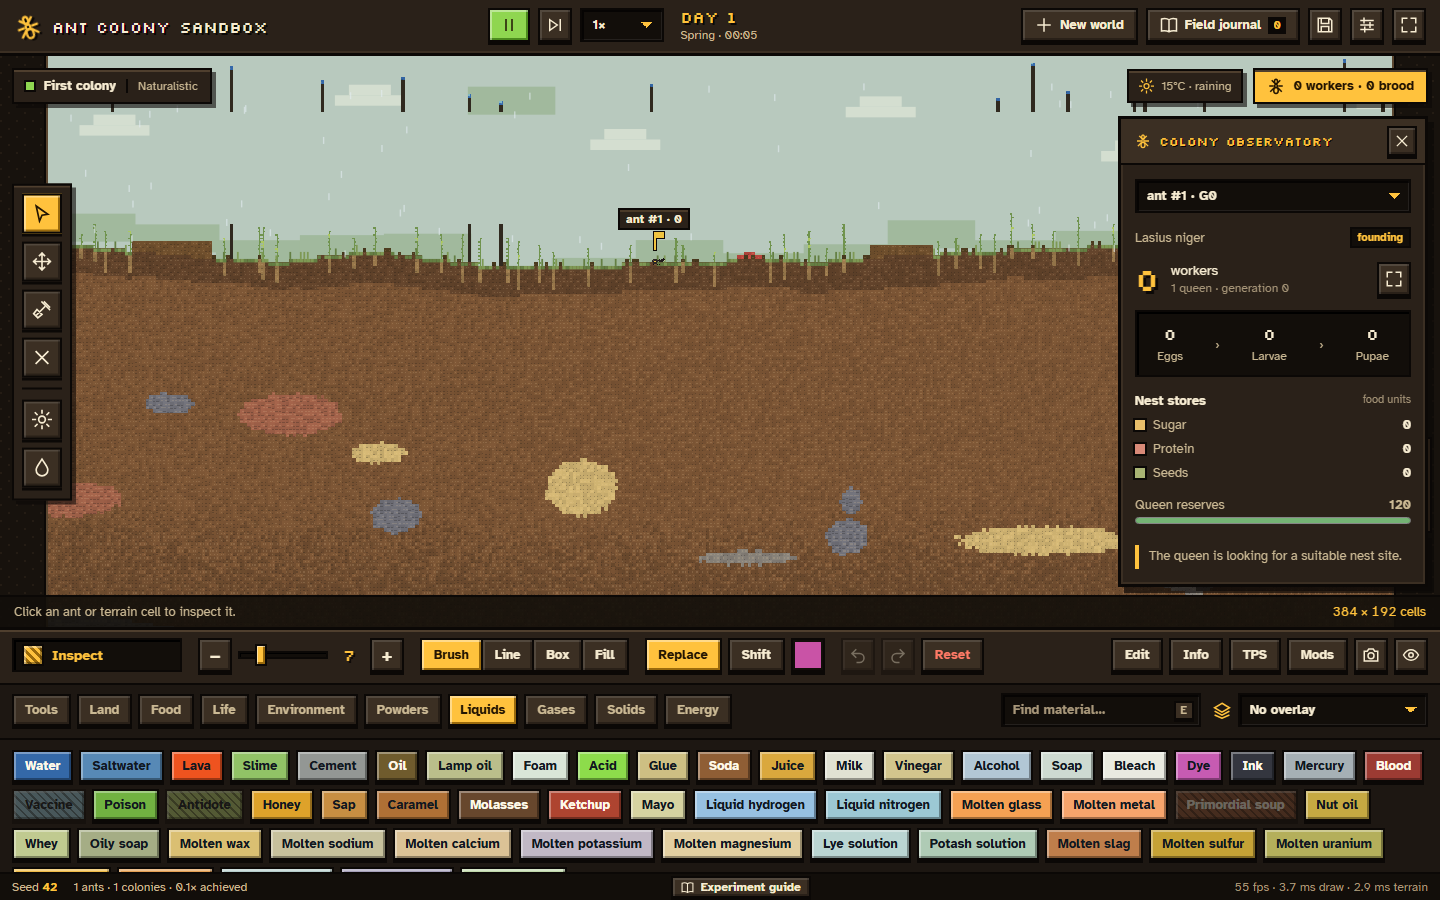 ANT COLONY SANDBOX
1×
DAY 1
Spring · 00:05
New world
Field journal 0
First colony Naturalistic
15°C · raining
0 workers · 0 brood
COLONY OBSERVATORY
ant #1 · G0
Lasius niger founding
0 workers
1 queen · generation 0
0 › 0 › 0
Eggs Larvae Pupae
Nest stores food units
Sugar 0
Protein 0
Seeds 0
Queen reserves 120
The queen is looking for a suitable nest site.
ant #1 · 0
Click an ant or terrain cell to inspect it. 384 × 192 cells
Inspect − 7 + Brush Line Box Fill Replace Shift Reset Edit Info TPS Mods
Tools Land Food Life Environment Powders Liquids Gases Solids Energy Find material... E No overlay
Water Saltwater Lava Slime Cement Oil Lamp oil Foam Acid Glue Soda Juice Milk Vinegar Alcohol Soap Bleach Dye Ink Mercury Blood
Vaccine Poison Antidote Honey Sap Caramel Molasses Ketchup Mayo Liquid hydrogen Liquid nitrogen Molten glass Molten metal Primordial soup Nut oil
Whey Oily soap Molten wax Molten sodium Molten calcium Molten potassium Molten magnesium Lye solution Potash solution Molten slag Molten sulfur Molten uranium
Seed 42 1 ants · 1 colonies · 0.1× achieved Experiment guide 55 fps · 3.7 ms draw · 2.9 ms terrain